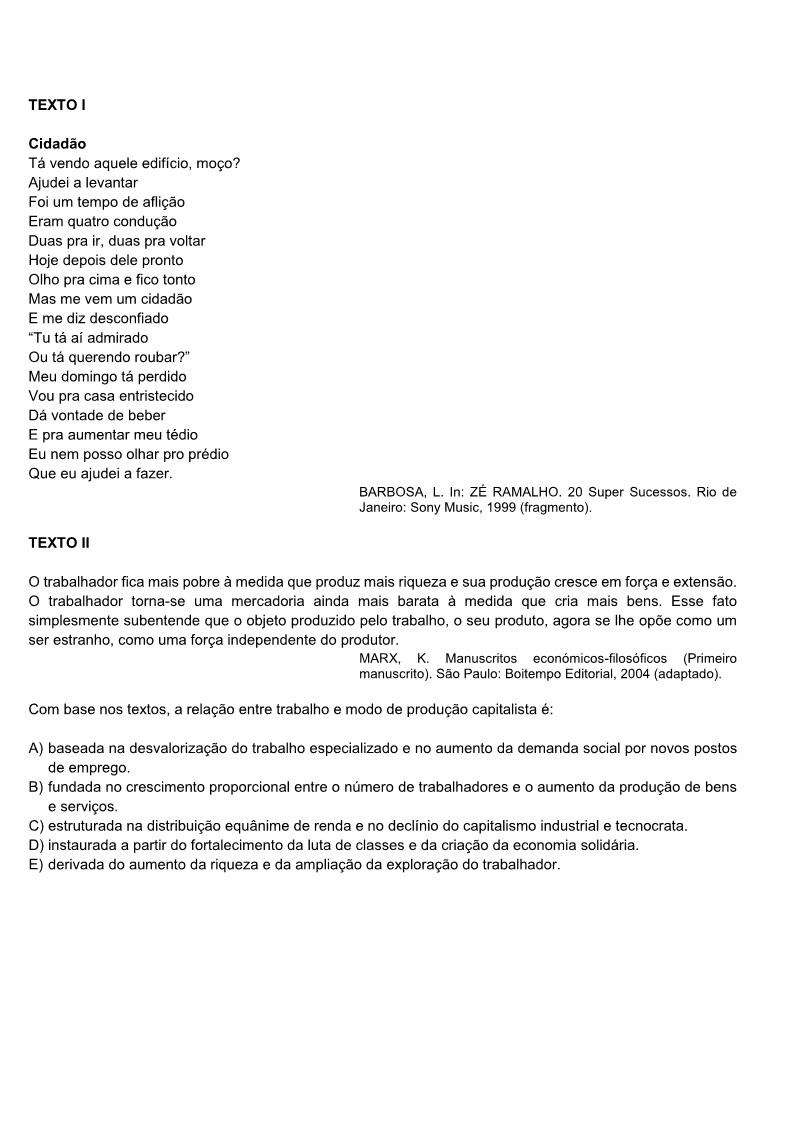 TEXTO I
Cidadão
Tá vendo aquele edifício, moço?
Ajudei a levantar
Foi um tempo de aflição
Eram quatro condução
Duas pra ir, duas pra voltar
Hoje depois dele pronto
Olho pra cima e fico tonto
Mas me vem um cidadão
E me diz desconfiado
“Tu tá aí admirado
Ou tá querendo roubar?”
Meu domingo tá perdido
Vou pra casa entristecido
Dá vontade de beber
E pra aumentar meu tédio
Eu nem posso olhar pro prédio
Que eu ajudei a fazer.
BARBOSA, L. In: ZÉ RAMALHO. 20 Super Sucessos. Rio de
Janeiro: Sony Music, 1999 (fragmento).
TEXTO II
O trabalhador fica mais pobre à medida que produz mais riqueza e sua produção cresce em força e extensão.
O trabalhador torna-se uma mercadoria ainda mais barata à medida que cria mais bens. Esse fato
simplesmente subentende que o objeto produzido pelo trabalho, o seu produto, agora se lhe opõe como um
ser estranho, como uma força independente do produtor.
MARX, K. Manuscritos económicos-filosóficos (Primeiro
manuscrito). São Paulo: Boitempo Editorial, 2004 (adaptado).
Com base nos textos, a relação entre trabalho e modo de produção capitalista é:
A) baseada na desvalorização do trabalho especializado e no aumento da demanda social por novos postos
de emprego.
B) fundada no crescimento proporcional entre o número de trabalhadores e o aumento da produção de bens
e serviços.
C) estruturada na distribuição equânime de renda e no declínio do capitalismo industrial e tecnocrata.
D) instaurada a partir do fortalecimento da luta de classes e da criação da economia solidária.
E) derivada do aumento da riqueza e da ampliação da exploração do trabalhador.